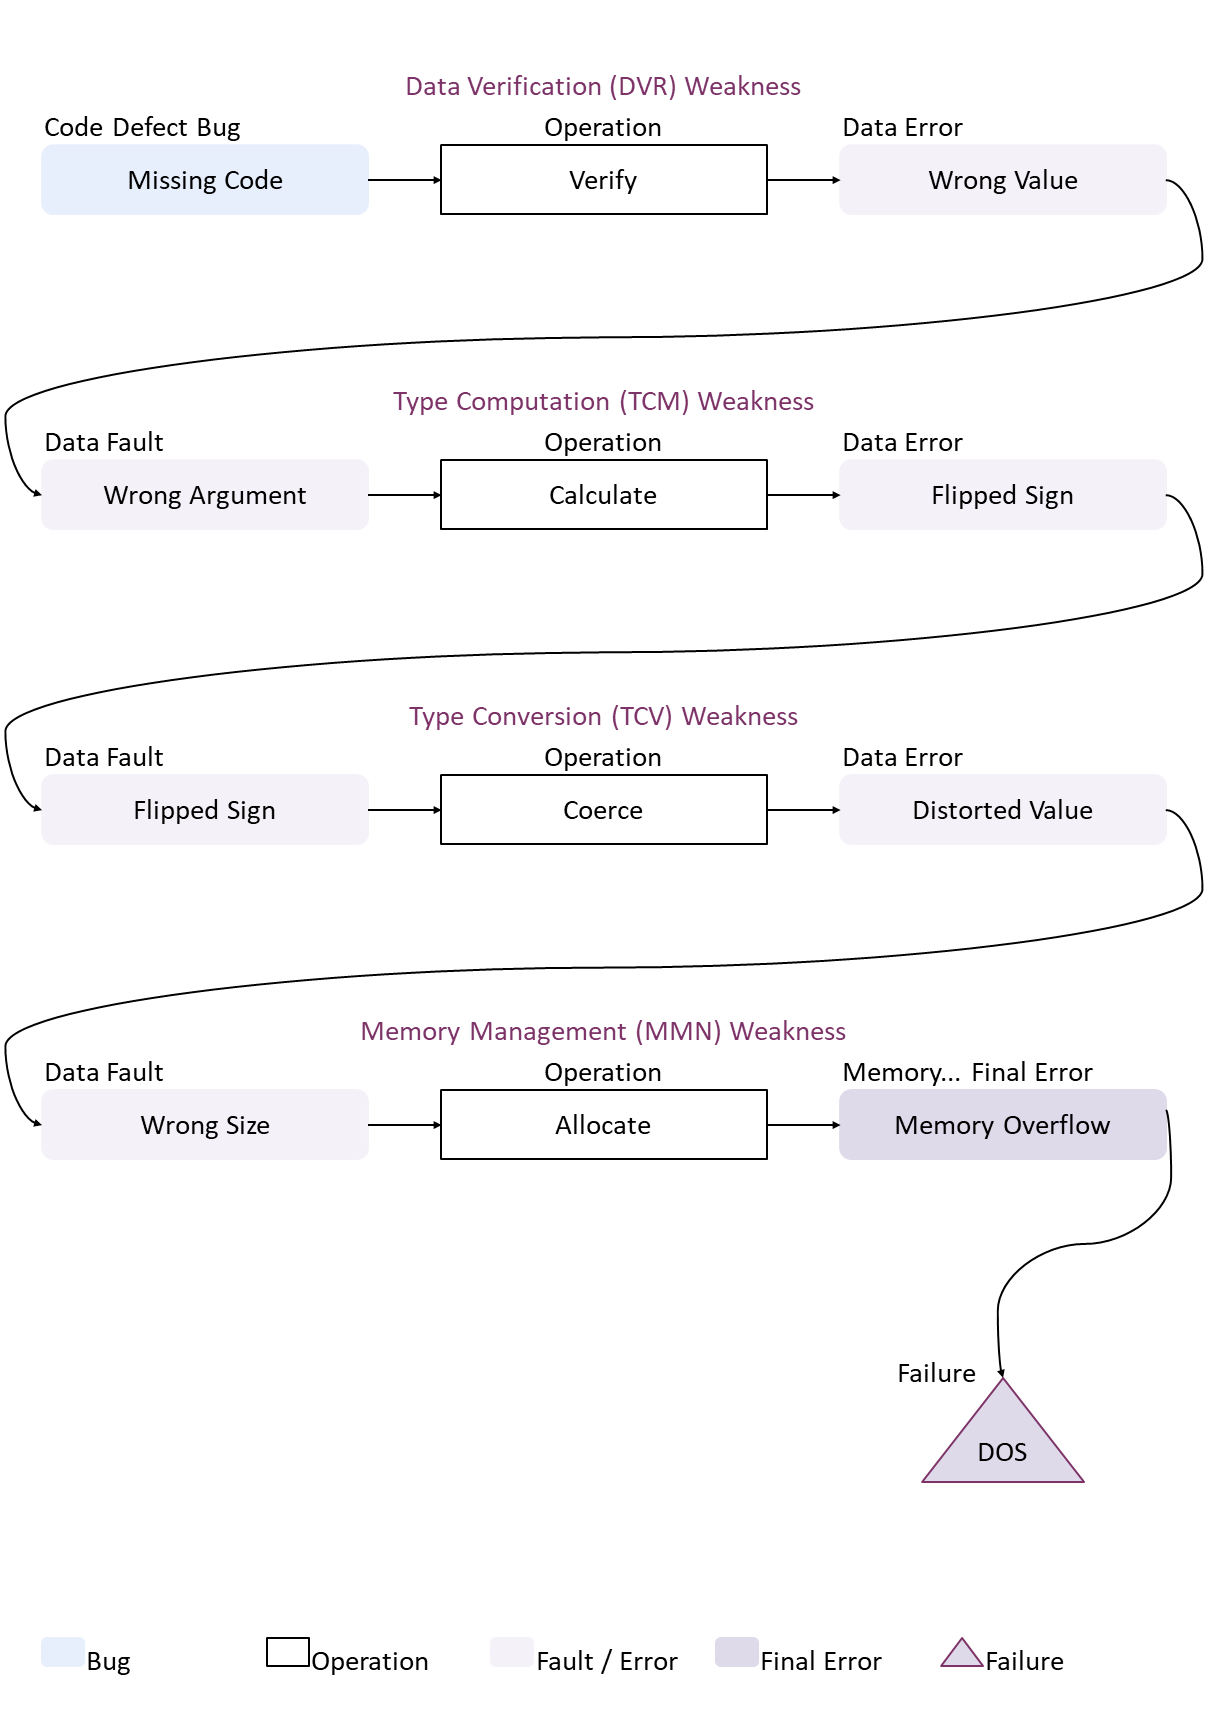 Data Verification (DVR) Weakness
Code Defect Bug
Operation
Data Error
Missing Code
Verify
Wrong Value
Type Computation (TCM) Weakness
Data Fault
Operation
Data Error
Wrong Argument
Calculate
Flipped Sign
Type Conversion (TCV) Weakness
Data Fault
Operation
Data Error
Flipped Sign
Coerce
Distorted Value
Memory Management (MMN) Weakness
Data Fault
Operation
Memory... Final Error
Wrong Size
Allocate
Memory Overflow
Failure
DOS
Bug
Operation
Fault / Error
Final Error
Failure